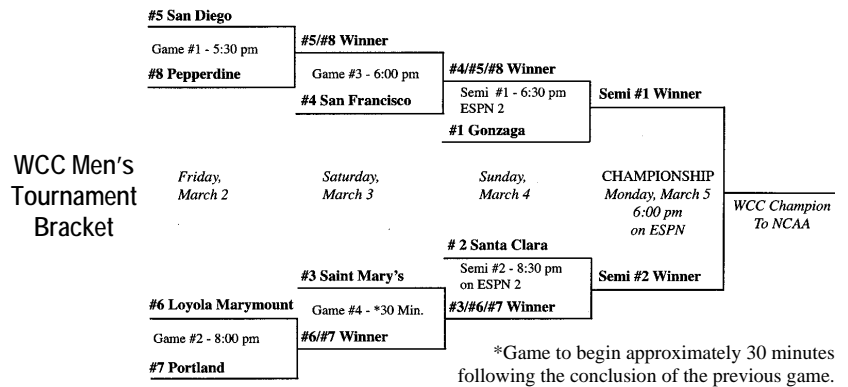 #5 San Diego
Game #1 - 5:30 pm
#8 Pepperdine
#5/#8 Winner
Game #3 - 6:00 pm
#4 San Francisco
#4/#5/#8 Winner
Semi #1 - 6:30 pm
ESPN 2
#1 Gonzaga
Semi #1 Winner
WCC Men's
Tournament
Bracket
Friday,
March 2
Saturday,
March 3
Sunday,
March 4
CHAMPIONSHIP
Monday, March 5
6:00 pm
on ESPN
WCC Champion
To NCAA
# 2 Santa Clara
Semi #2 - 8:30 pm
on ESPN 2
#3/#6/#7 Winner
Semi #2 Winner
#3 Saint Mary's
Game #4 - *30 Min.
#6/#7 Winner
#6 Loyola Marymount
Game #2 - 8:00 pm
#7 Portland
*Game to begin approximately 30 minutes
following the conclusion of the previous game.